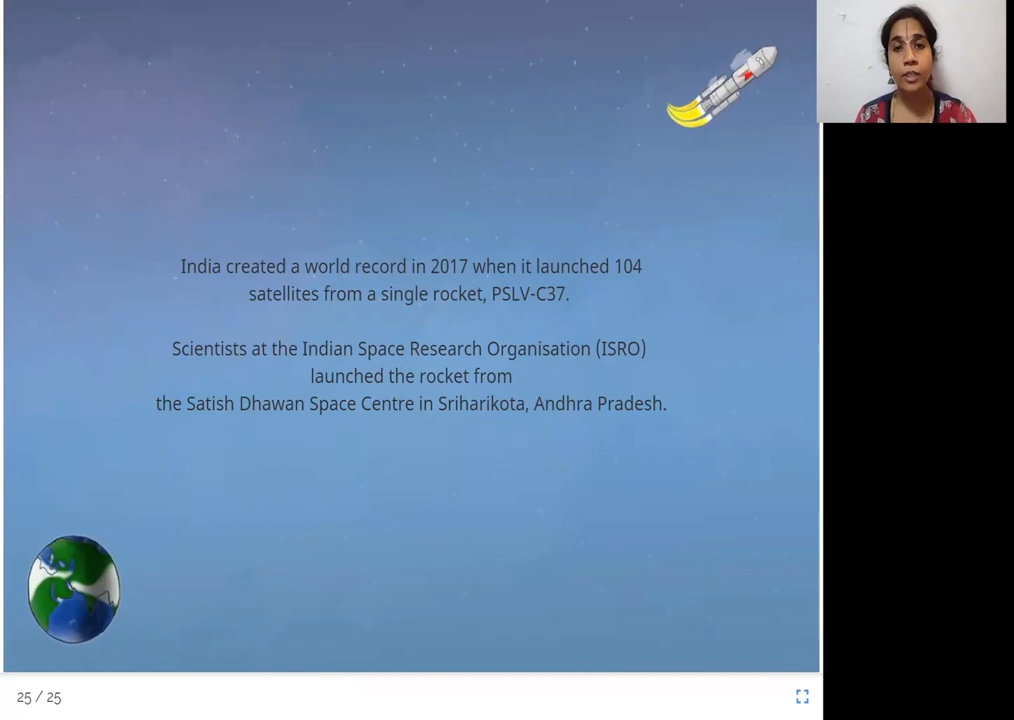 India created a world record in 2017 when it launched 104
satellites from a single rocket, PSLV-C37.
Scientists at the Indian Space Research Organisation (ISRO)
launched the rocket from
the Satish Dhawan Space Centre in Sriharikota, Andhra Pradesh.
25 / 25